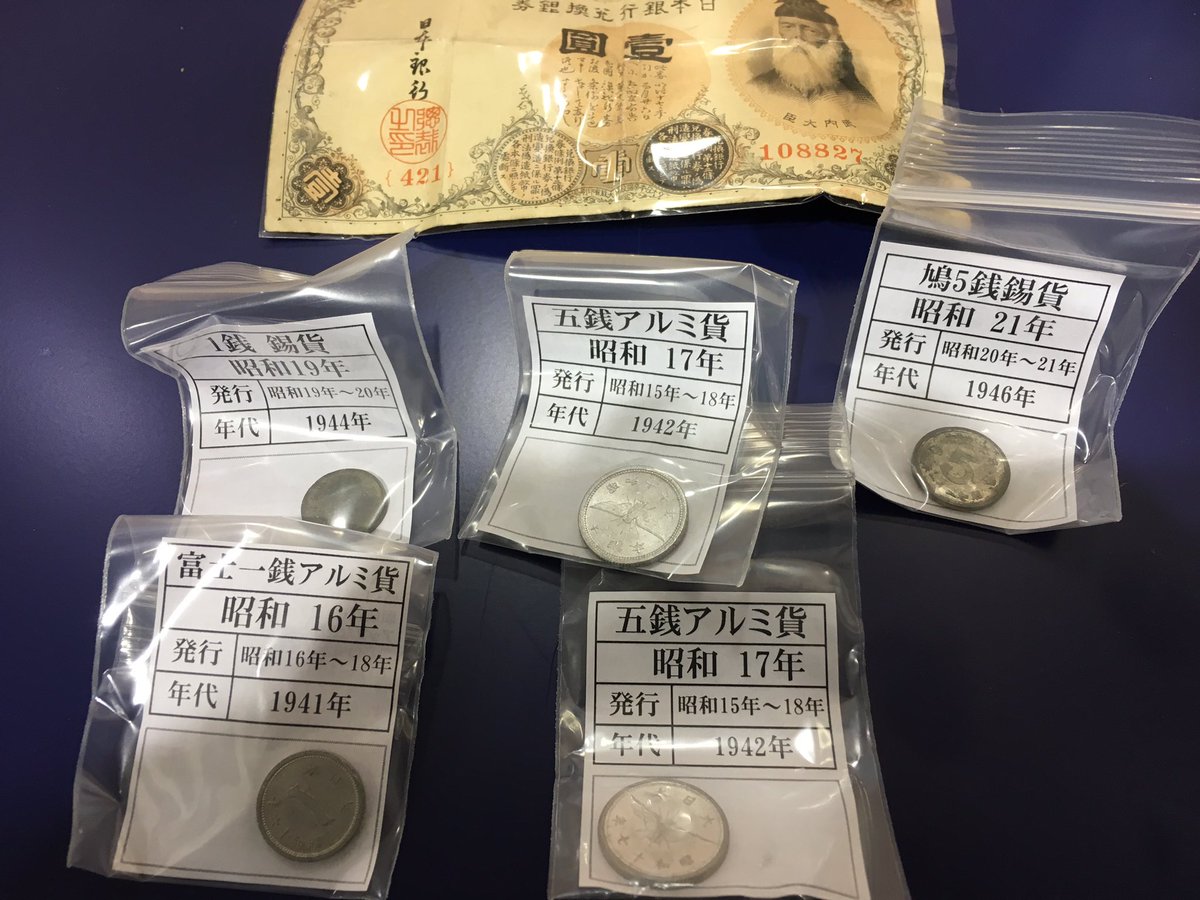 日本銀行兌換銀券
壹圓
日本銀行
武内大臣
{421}
108827
壹
1銭 錫貨
昭和19年
発行 昭和19年～20年
年代 1944年
五銭アルミ貨
昭和 17年
発行 昭和15年～18年
年代 1942年
鳩5銭錫貨
昭和 21年
発行 昭和20年～21年
年代 1946年
富士一銭アルミ貨
昭和 16年
発行 昭和16年～18年
年代 1941年
五銭アルミ貨
昭和 17年
発行 昭和15年～18年
年代 1942年